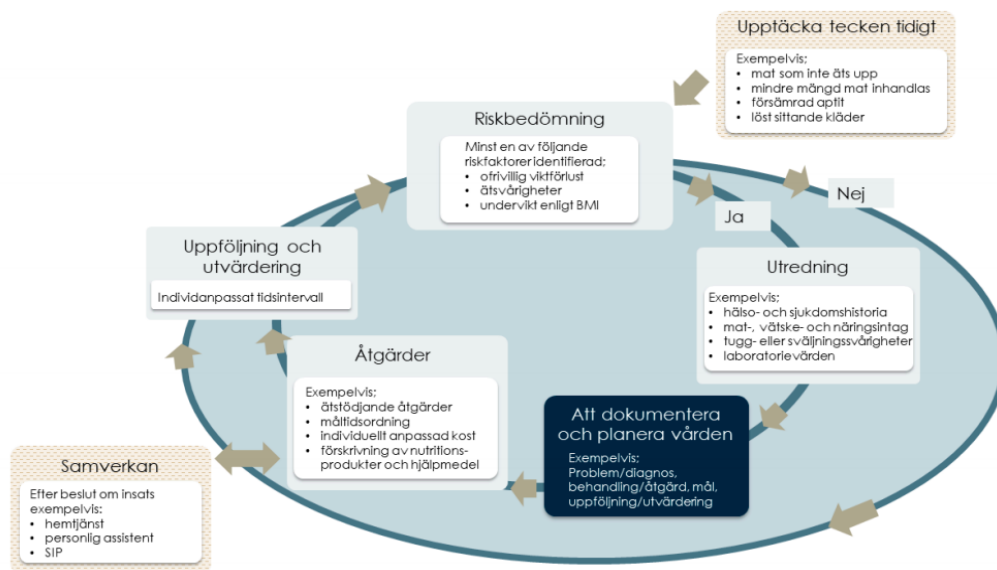 Upptäcka tecken tidigt
Exempelvis;
• mat som inte äts upp
• mindre mängd mat inhandlas
• försämrad aptit
• löst sittande kläder
Riskbedömning
Minst en av följande
riskfaktorer identifierad;
• ofrivillig viktförlust
• ätsvårigheter
• undervikt enligt BMI
Nej
Ja
Utredning
Exempelvis;
• hälso- och sjukdomshistoria
• mat-, vätske- och näringsintag
• tugg- eller sväljningssvårigheter
• laboratorievärden
Att dokumentera
och planera vården
Exempelvis;
Problem/diagnos,
behandling/åtgärd, mål,
uppföljning/utvärdering
Åtgärder
Exempelvis;
• ätstödjande åtgärder
• måltidsordning
• individuellt anpassad kost
• förskrivning av nutritions-
produkter och hjälpmedel
Samverkan
Efter beslut om insats
exempelvis:
• hemtjänst
• personlig assistent
• SIP
Uppföljning och
utvärdering
Individanpassat tidsintervall